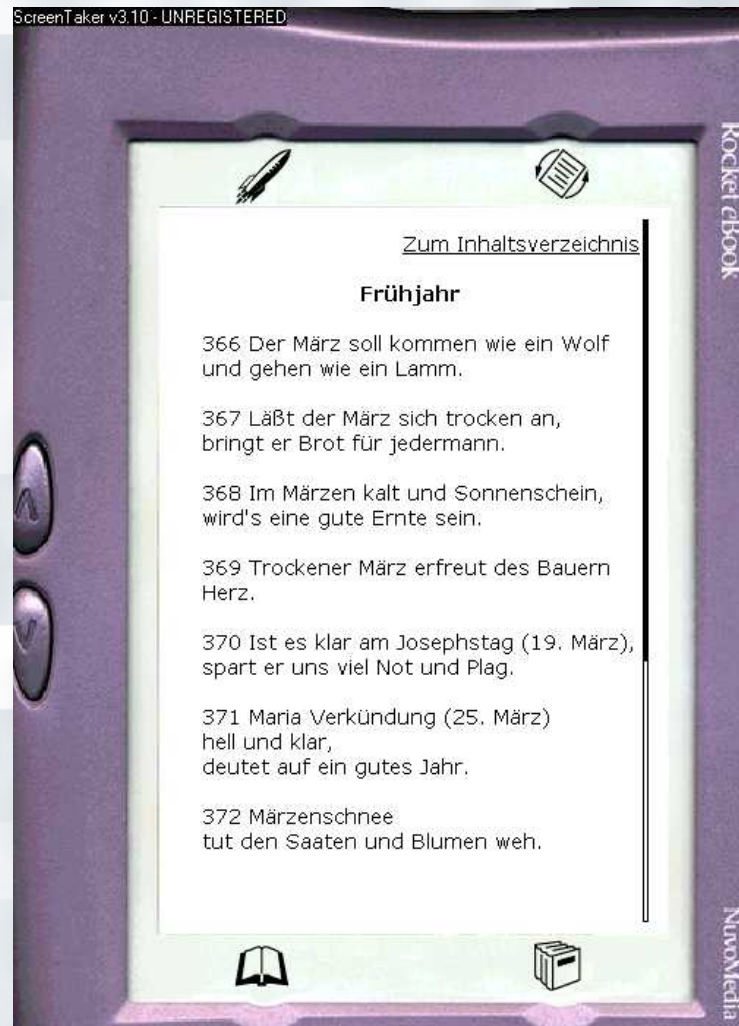 ScreenTaker v3.10 - UNREGISTERED
Rocket eBook
Zum Inhaltsverzeichnis
Frühjahr
366 Der März soll kommen wie ein Wolf
und gehen wie ein Lamm.
367 Läßt der März sich trocken an,
bringt er Brot für jedermann.
368 Im Märzen kalt und Sonnenschein,
wird's eine gute Ernte sein.
369 Trockener März erfreut des Bauern
Herz.
370 Ist es klar am Josephstag (19. März),
spart er uns viel Not und Plag.
371 Maria Verkündung (25. März)
hell und klar,
deutet auf ein gutes Jahr.
372 Märzenschnee
tut den Saaten und Blumen weh.
NuvoMedia